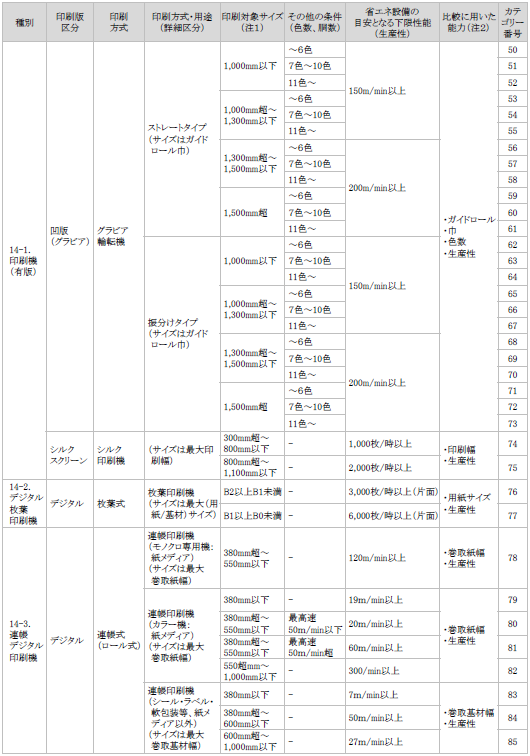 種別 印刷版区分 印刷方式 印刷方式・用途(詳細区分) 印刷対象サイズ(注1) その他の条件(色数、胴数) 省エネ設備の目安となる下限性能(生産性) 比較に用いた能力(注2) カテゴリー番号
14-1.印刷機(有版) 凹版(グラビア) グラビア輪転機 ストレートタイプ(サイズはガイドロール巾) 1,000mm以下 ～6色 150m/min以上 ・ガイドロール・巾・色数・生産性 50
7色～10色 51
11色～ 52
1,000mm超～1,300mm以下 ～6色 53
7色～10色 54
11色～ 55
1,300mm超～1,500mm以下 ～6色 200m/min以上 56
7色～10色 57
11色～ 58
1,500mm超 ～6色 59
7色～10色 60
11色～ 61
振分けタイプ(サイズはガイドロール巾) 1,000mm以下 ～6色 150m/min以上 62
7色～10色 63
11色～ 64
1,000mm超～1,300mm以下 ～6色 65
7色～10色 66
11色～ 67
1,300mm超～1,500mm以下 ～6色 200m/min以上 68
7色～10色 69
11色～ 70
1,500mm超 ～6色 71
7色～10色 72
11色～ 73
シルクスクリーン シルク印刷機 (サイズは最大印刷幅) 300mm超～800mm以下 － 1,000枚/時以上 ・印刷幅・生産性 74
800mm超～1,100mm以下 － 2,000枚/時以上 75
14-2.デジタル枚葉印刷機 デジタル 枚葉式 枚葉印刷機(サイズは最大(用紙/基材)サイズ) B2以上B1未満 － 3,000枚/時以上(片面) ・用紙サイズ・生産性 76
B1以上B0未満 － 6,000枚/時以上(片面) 77
14-3.連帳デジタル印刷機 デジタル 連帳式(ロール式) 連帳印刷機(モノクロ専用機:紙メディア)(サイズは最大巻取紙幅) 380mm超～550mm以下 － 120m/min以上 ・巻取紙幅・生産性 78
連帳印刷機(カラー機:紙メディア)(サイズは最大巻取紙幅) 380mm以下 － 19m/min以上 ・巻取紙幅・生産性 79
380mm超～550mm以下 最高速50m/min以下 20m/min以上 80
380mm超～550mm以下 最高速50m/min超 60m/min以上 81
550超mm～1,000mm以下 － 300/min以上 82
連帳印刷機(シール・ラベル・軟包装等、紙メディア以外)(サイズは最大巻取基材幅) 380mm以下 － 7m/min以上 ・巻取基材幅・生産性 83
380mm超～600mm以下 － 50m/min以上 84
600mm超～1,000mm以下 － 27m/min以上 85